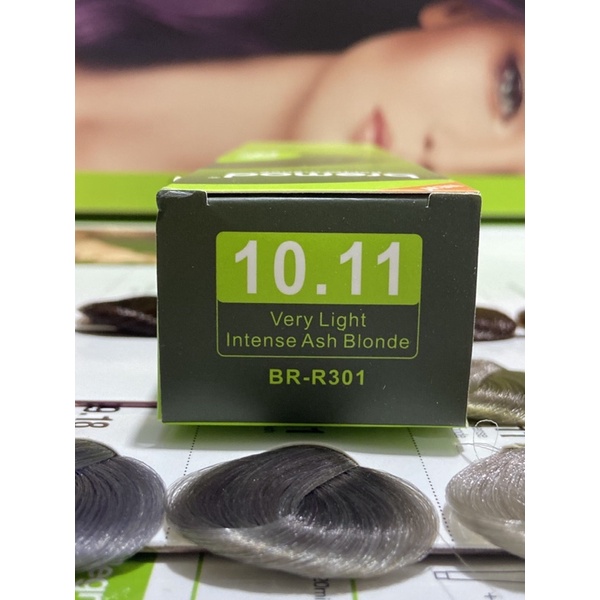 10.11
Very Light
Intense Ash Blonde
BR-R301